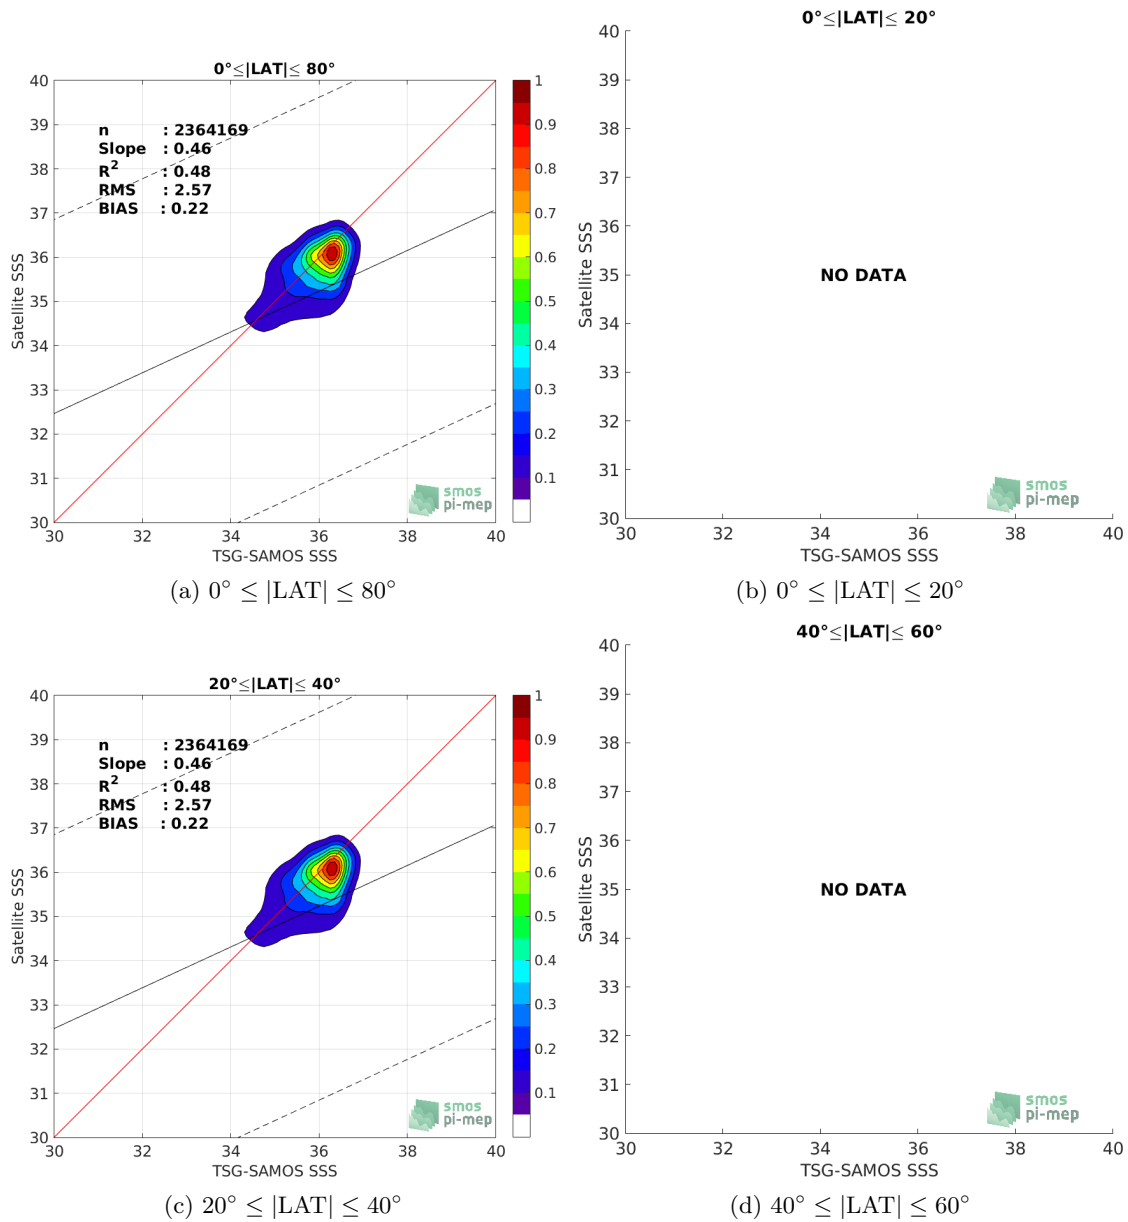 0°≤|LAT|≤ 80°
40
39
38
37
36
35
34
33
32
31
30
30
32
34
36
38
40
Satellite SSS
TSG-SAMOS SSS
n : 2364169
Slope : 0.46
R² : 0.48
RMS : 2.57
BIAS : 0.22
1
0.9
0.8
0.7
0.6
0.5
0.4
0.3
0.2
0.1
smos
pi-mep
(a) 0° ≤ |LAT| ≤ 80°
0°≤|LAT|≤ 20°
40
39
38
37
36
35
34
33
32
31
30
30
32
34
36
38
40
Satellite SSS
TSG-SAMOS SSS
NO DATA
smos
pi-mep
(b) 0° ≤ |LAT| ≤ 20°
20°≤|LAT|≤ 40°
40
39
38
37
36
35
34
33
32
31
30
30
32
34
36
38
40
Satellite SSS
TSG-SAMOS SSS
n : 2364169
Slope : 0.46
R² : 0.48
RMS : 2.57
BIAS : 0.22
1
0.9
0.8
0.7
0.6
0.5
0.4
0.3
0.2
0.1
smos
pi-mep
(c) 20° ≤ |LAT| ≤ 40°
40°≤|LAT|≤ 60°
40
39
38
37
36
35
34
33
32
31
30
30
32
34
36
38
40
Satellite SSS
TSG-SAMOS SSS
NO DATA
smos
pi-mep
(d) 40° ≤ |LAT| ≤ 60°